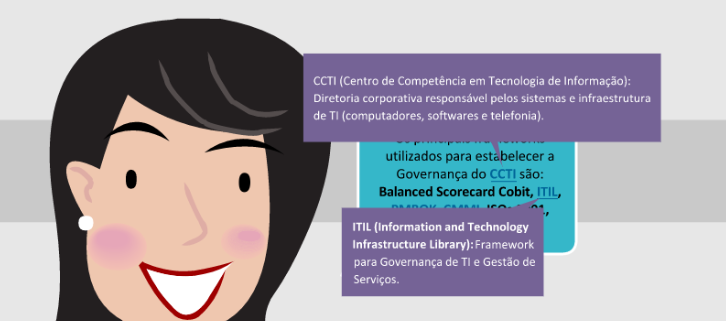 CCTI (Centro de Competência em Tecnologia de Informação):
Diretoria corporativa responsável pelos sistemas e infraestrutura
de TI (computadores, softwares e telefonia).
utilizados para estabelecer a
Governança do CCTI são:
Balanced Scorecard Cobit, ITIL,
ITIL (Information and Technology
Infrastructure Library): Framework
para Governança de TI e Gestão de
Serviços.